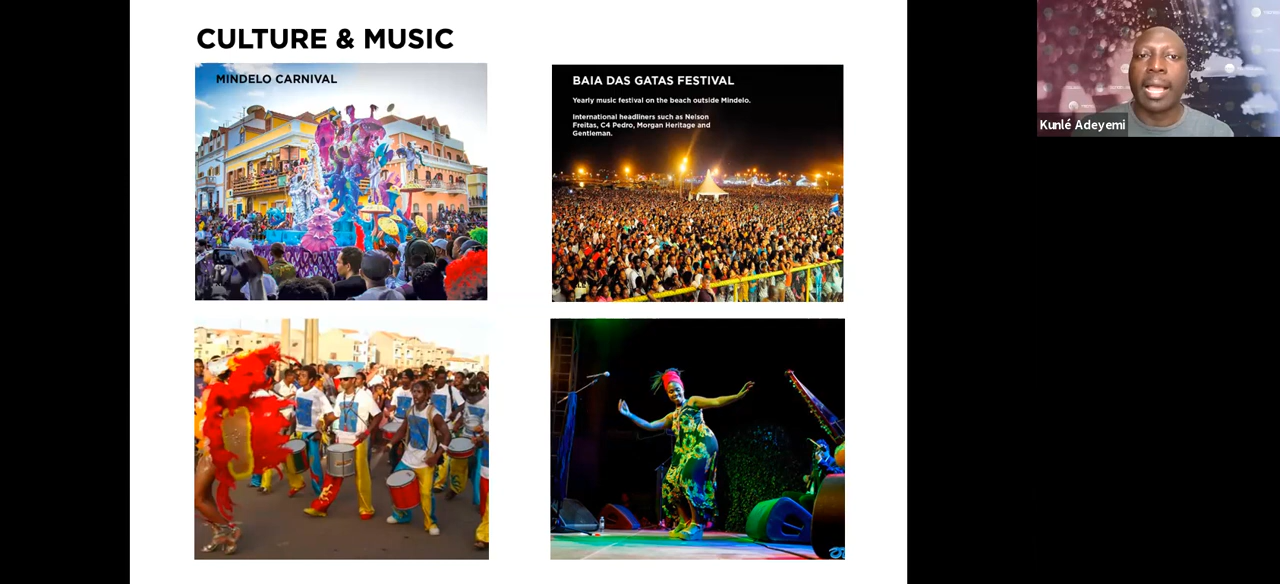 CULTURE & MUSIC
MINDELO CARNIVAL
BAIA DAS GATAS FESTIVAL
Yearly music festival on the beach outside Mindelo.
International headliners such as Nelson
Freitas, C4 Pedro, Morgan Heritage and
Gentleman.
Kunlé Adeyemi